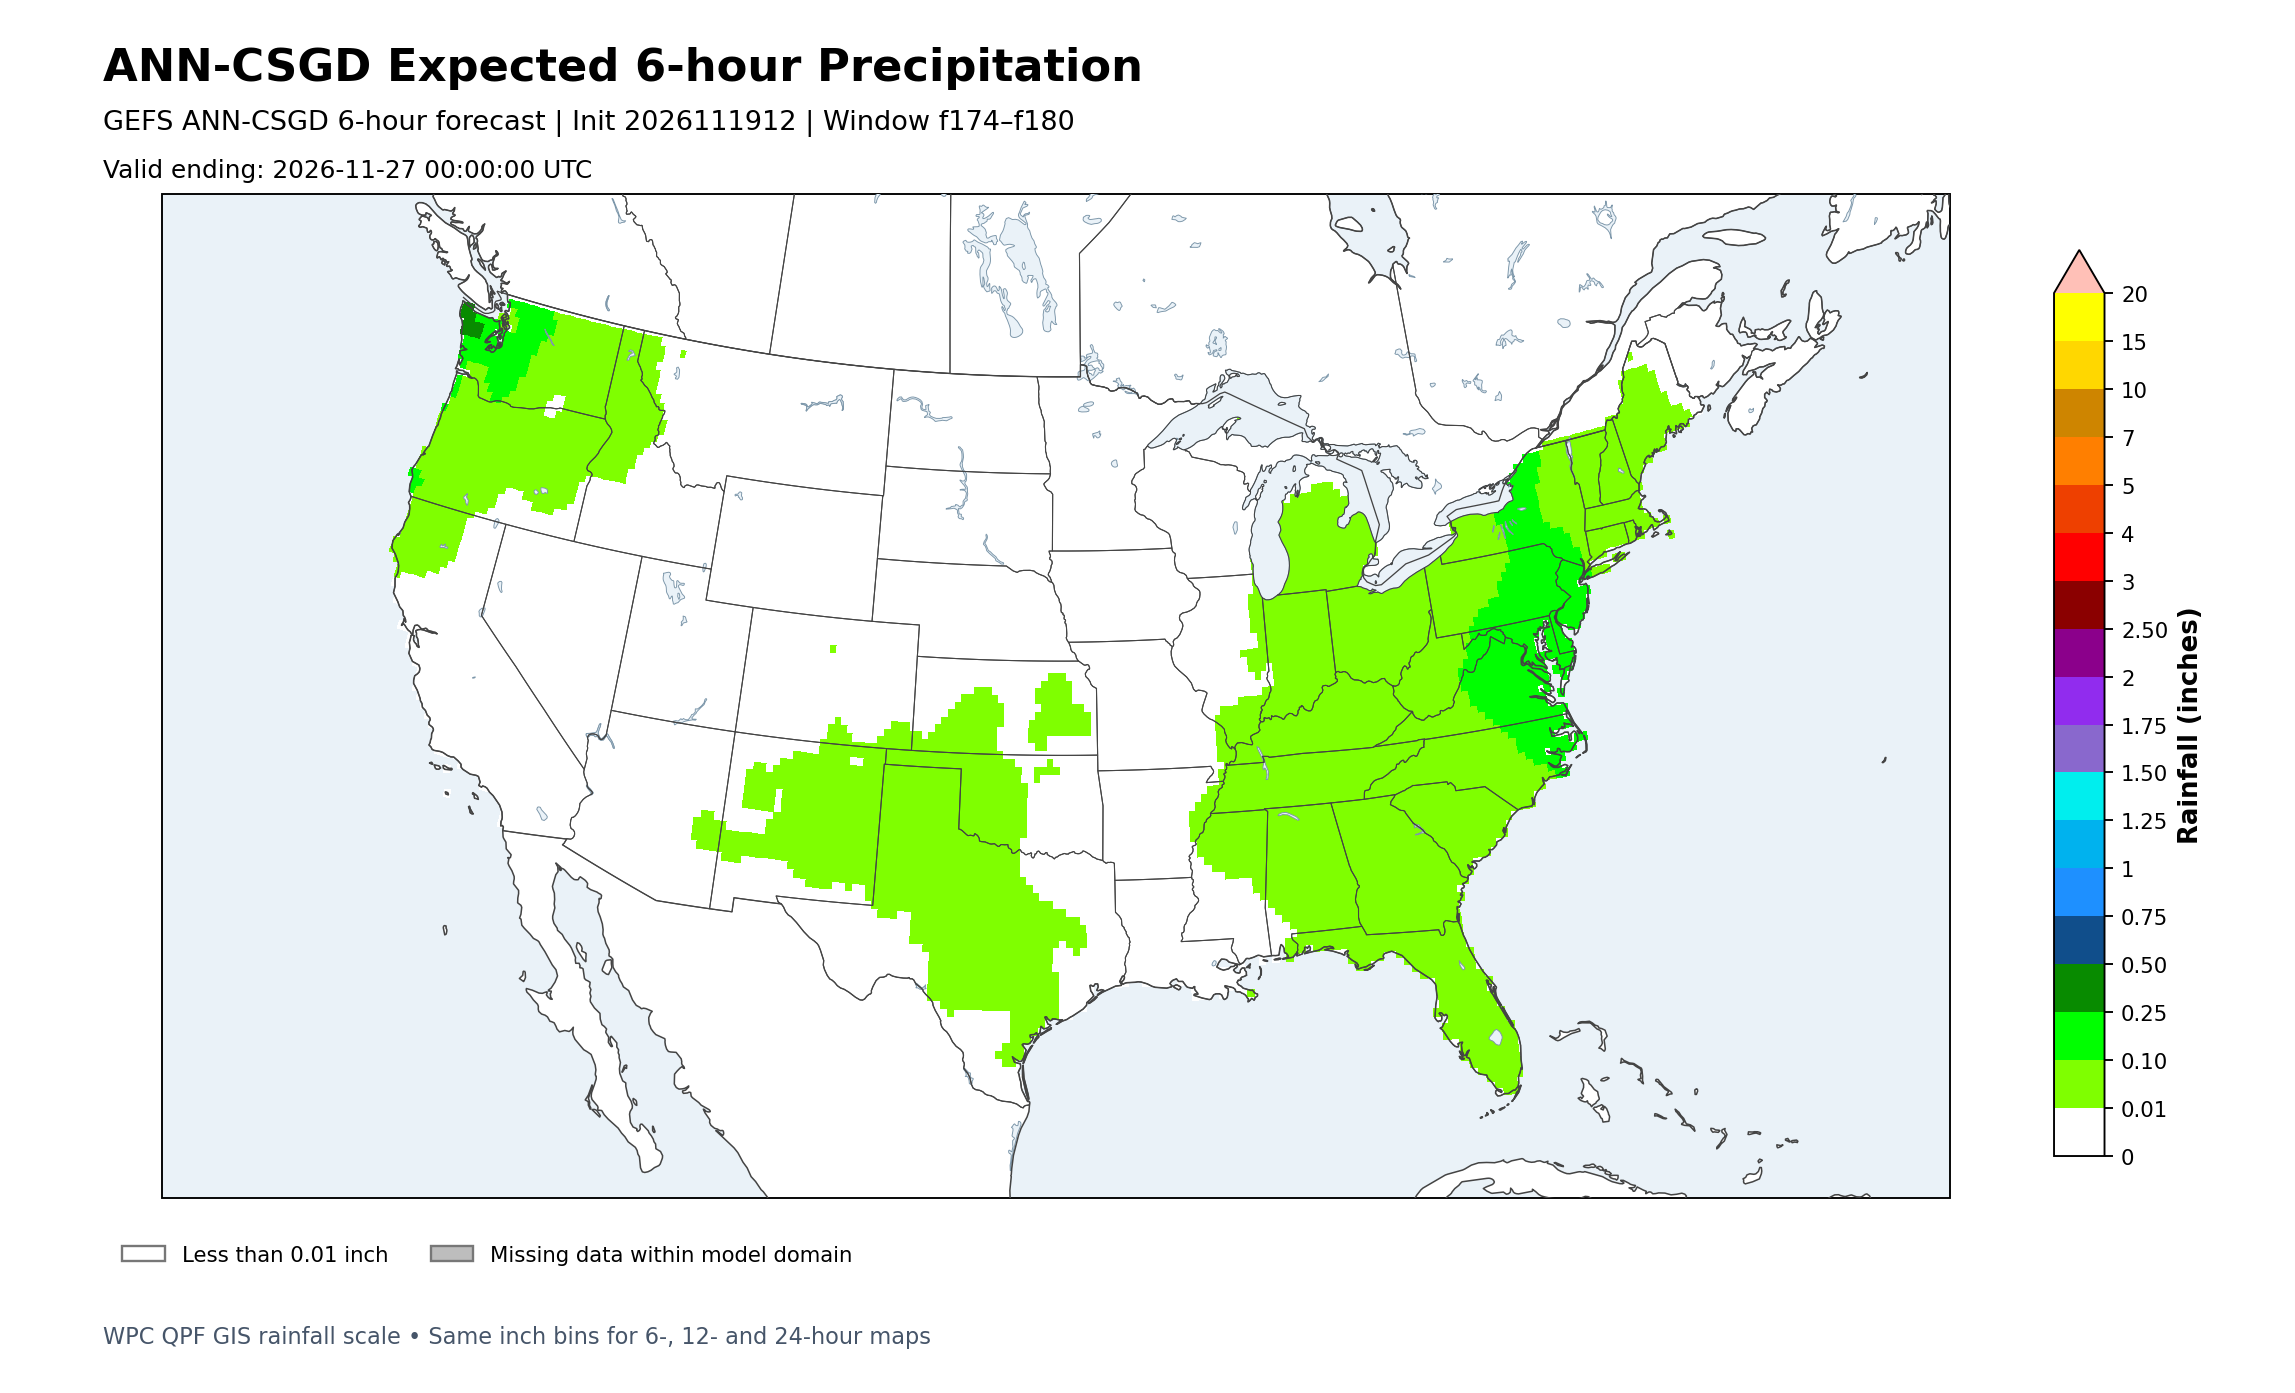 ANN-CSGD Expected 6-hour Precipitation
GEFS ANN-CSGD 6-hour forecast | Init 2026111912 | Window f174–f180
Valid ending: 2026-11-27 00:00:00 UTC
20
15
10
7
5
4
3
2.50
2
1.75
1.50
1.25
1
0.75
0.50
0.25
0.10
0.01
0
Rainfall (inches)
Less than 0.01 inch
Missing data within model domain
WPC QPF GIS rainfall scale • Same inch bins for 6-, 12- and 24-hour maps